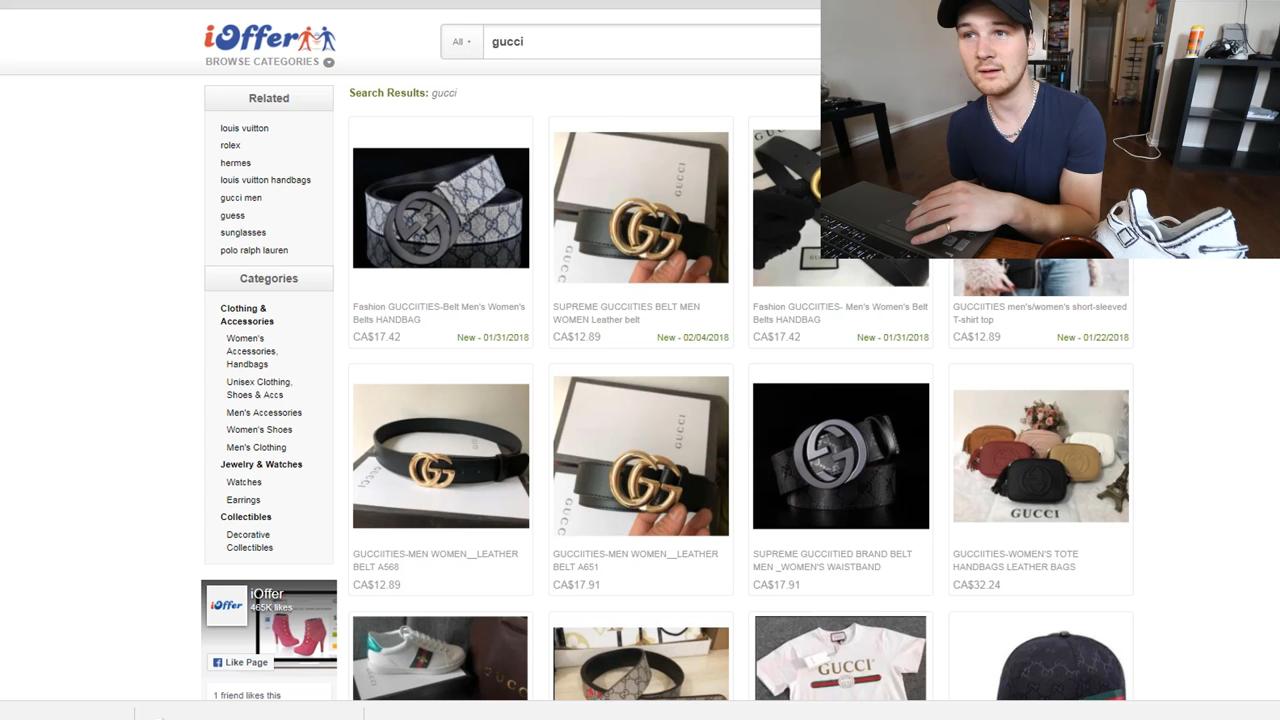 iOffer
BROWSE CATEGORIES
All
gucci
Related
louis vuitton
rolex
hermes
louis vuitton handbags
gucci men
guess
sunglasses
polo ralph lauren
Categories
Clothing &
Accessories
Women's
Accessories,
Handbags
Unisex Clothing,
Shoes & Accs
Men's Accessories
Women's Shoes
Men's Clothing
Jewelry & Watches
Watches
Earrings
Collectibles
Decorative
Collectibles
iOffer
iOffer
465K likes
Like Page
1 friend likes this
Search Results: gucci
GUCCI
GUCCI
Fashion GUCCIITIES-Belt Men's Women's
Belts HANDBAG
CA$17.42
New - 01/31/2018
SUPREME GUCCIITIES BELT MEN
WOMEN Leather belt
CA$12.89
New - 02/04/2018
Fashion GUCCIITIES- Men's Women's Belt
Belts HANDBAG
CA$17.42
New - 01/31/2018
GUCCIITIES men's/women's short-sleeved
T-shirt top
CA$12.89
New - 01/22/2018
GUCCI
GUCCI
GUCCIITIES-MEN WOMEN__LEATHER
BELT A568
CA$12.89
GUCCIITIES-MEN WOMEN__LEATHER
BELT A651
CA$17.91
SUPREME GUCCIITIED BRAND BELT
MEN _WOMEN'S WAISTBAND
CA$17.91
GUCCIITIES-WOMEN'S TOTE
HANDBAGS LEATHER BAGS
CA$32.24
GUCCI